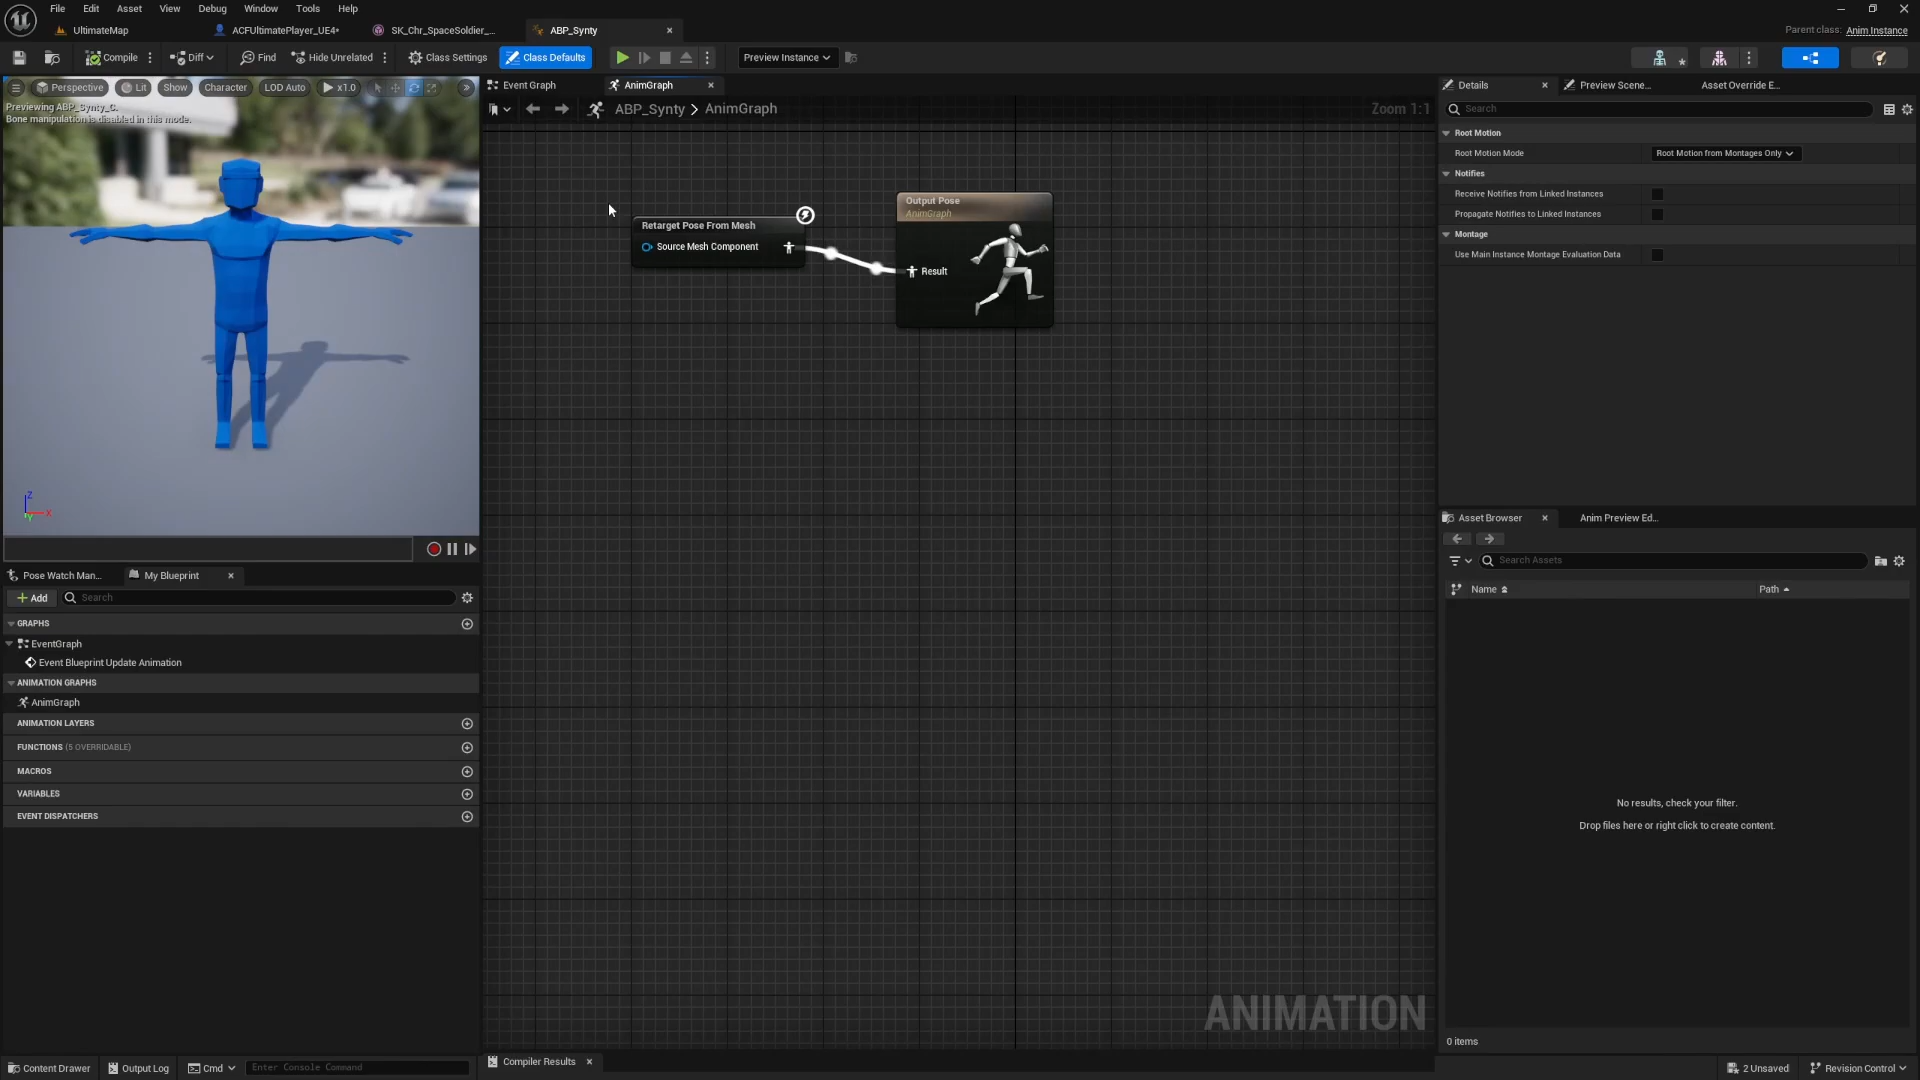 File Edit Asset View Debug Window Tools Help
UltimateMap
ACFUltimatePlayer_UE4*
SK_Chr_SpaceSoldier_...
ABP_Synty
Parent class: Anim Instance
Compile
Diff
Find
Hide Unrelated
Class Settings
Class Defaults
Preview Instance
Perspective
Lit
Show
Character
LOD Auto
x1.0
Previewing ABP_Synty_C.
Bone manipulation is disabled in this mode.
Z
X
Y
Event Graph
AnimGraph
ABP_Synty > AnimGraph
Zoom 1:1
Retarget Pose From Mesh
Source Mesh Component
Output Pose
AnimGraph
Result
ANIMATION
Details
Preview Scene...
Asset Override E...
Search
Root Motion
Root Motion Mode
Root Motion from Montages Only
Notifies
Receive Notifies from Linked Instances
Propagate Notifies to Linked Instances
Montage
Use Main Instance Montage Evaluation Data
Asset Browser
Anim Preview Ed...
Search Assets
Name
Path
No results, check your filter.
Drop files here or right click to create content.
0 items
Pose Watch Man...
My Blueprint
+ Add
Search
GRAPHS
EventGraph
Event Blueprint Update Animation
ANIMATION GRAPHS
AnimGraph
ANIMATION LAYERS
FUNCTIONS (5 OVERRIDABLE)
MACROS
VARIABLES
EVENT DISPATCHERS
Compiler Results
Content Drawer
Output Log
Cmd
Enter Console Command
2 Unsaved
Revision Control